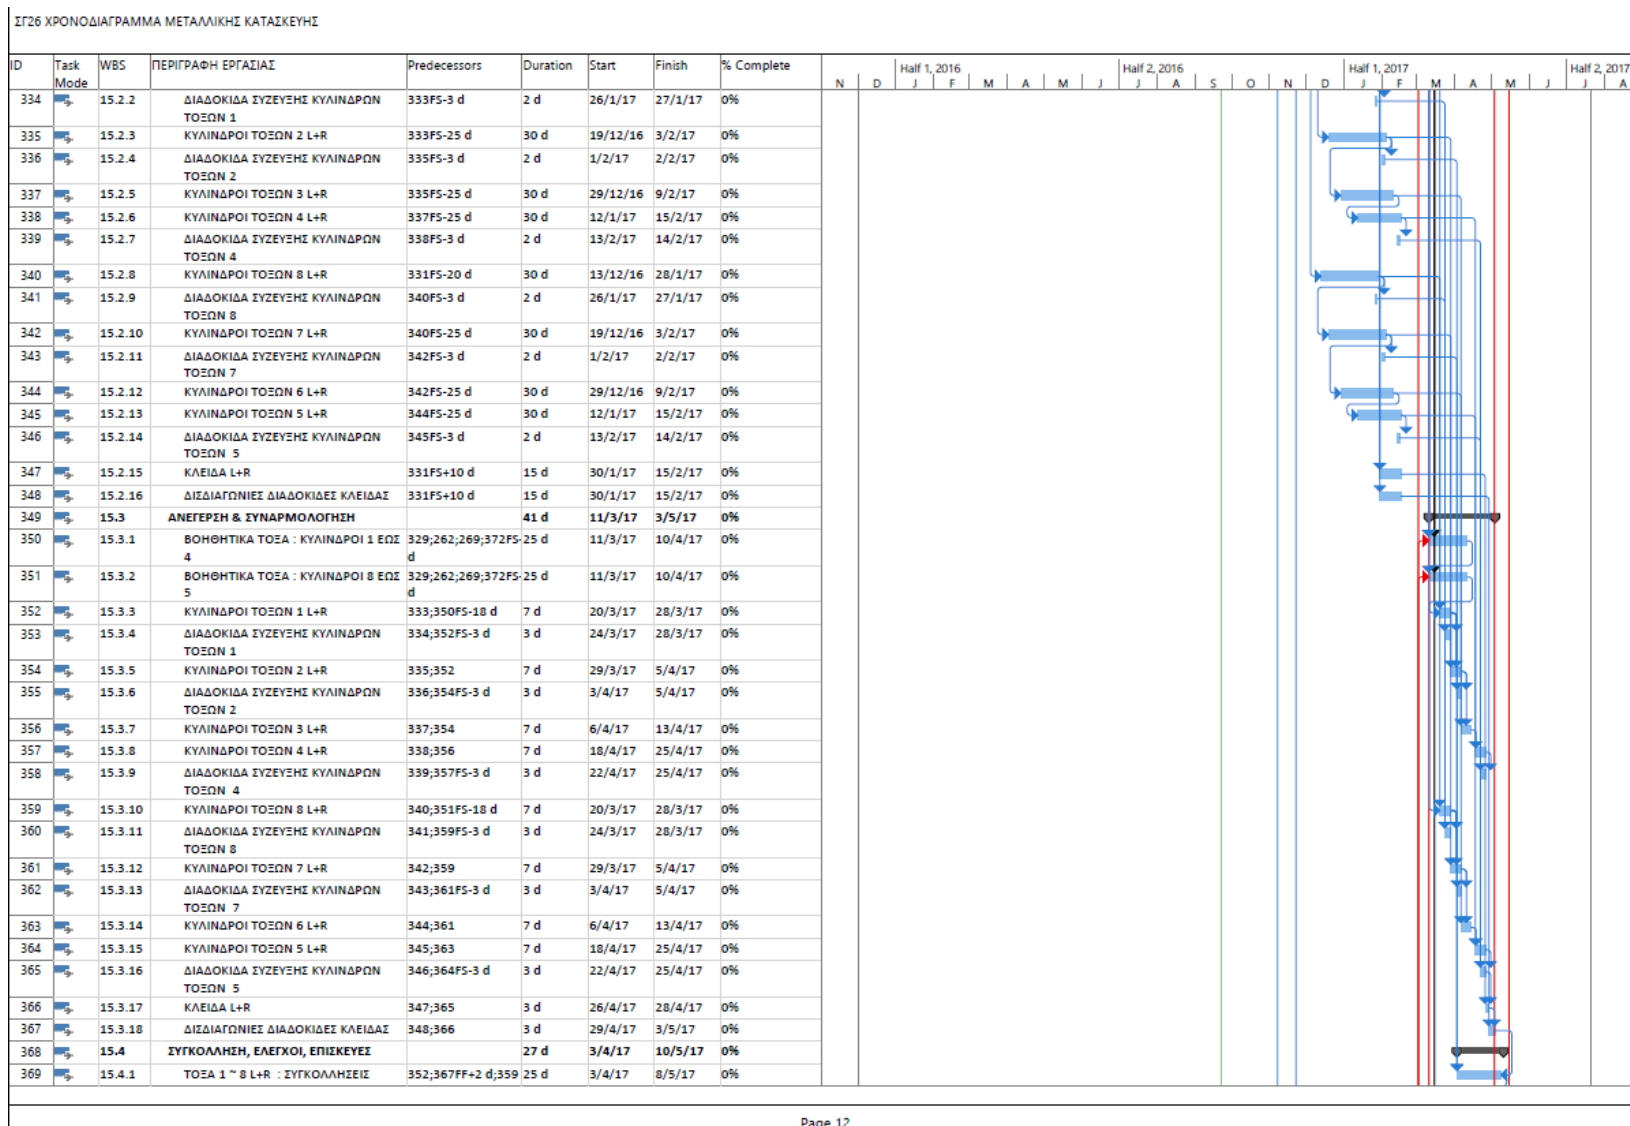 ΣΓ26 ΧΡΟΝΟΔΙΑΓΡΑΜΜΑ ΜΕΤΑΛΛΙΚΗΣ ΚΑΤΑΣΚΕΥΗΣ
ID Task Mode WBS ΠΕΡΙΓΡΑΦΗ ΕΡΓΑΣΙΑΣ Predecessors Duration Start Finish % Complete
Half 1, 2016 Half 2, 2016 Half 1, 2017 Half 2, 2017
N D J F M A M J J A S O N D J F M A M J J A
334 15.2.2 ΔΙΑΔΟΚΙΔΑ ΣΥΖΕΥΞΗΣ ΚΥΛΙΝΔΡΩΝ 333FS-3 d 2 d 26/1/17 27/1/17 0%
ΤΟΞΩΝ 1
335 15.2.3 ΚΥΛΙΝΔΡΟΙ ΤΟΞΩΝ 2 L+R 333FS-25 d 30 d 19/12/16 3/2/17 0%
336 15.2.4 ΔΙΑΔΟΚΙΔΑ ΣΥΖΕΥΞΗΣ ΚΥΛΙΝΔΡΩΝ 335FS-3 d 2 d 1/2/17 2/2/17 0%
ΤΟΞΩΝ 2
337 15.2.5 ΚΥΛΙΝΔΡΟΙ ΤΟΞΩΝ 3 L+R 335FS-25 d 30 d 29/12/16 9/2/17 0%
338 15.2.6 ΚΥΛΙΝΔΡΟΙ ΤΟΞΩΝ 4 L+R 337FS-25 d 30 d 12/1/17 15/2/17 0%
339 15.2.7 ΔΙΑΔΟΚΙΔΑ ΣΥΖΕΥΞΗΣ ΚΥΛΙΝΔΡΩΝ 338FS-3 d 2 d 13/2/17 14/2/17 0%
ΤΟΞΩΝ 4
340 15.2.8 ΚΥΛΙΝΔΡΟΙ ΤΟΞΩΝ 8 L+R 331FS-20 d 30 d 13/12/16 28/1/17 0%
341 15.2.9 ΔΙΑΔΟΚΙΔΑ ΣΥΖΕΥΞΗΣ ΚΥΛΙΝΔΡΩΝ 340FS-3 d 2 d 26/1/17 27/1/17 0%
ΤΟΞΩΝ 8
342 15.2.10 ΚΥΛΙΝΔΡΟΙ ΤΟΞΩΝ 7 L+R 340FS-25 d 30 d 19/12/16 3/2/17 0%
343 15.2.11 ΔΙΑΔΟΚΙΔΑ ΣΥΖΕΥΞΗΣ ΚΥΛΙΝΔΡΩΝ 342FS-3 d 2 d 1/2/17 2/2/17 0%
ΤΟΞΩΝ 7
344 15.2.12 ΚΥΛΙΝΔΡΟΙ ΤΟΞΩΝ 6 L+R 342FS-25 d 30 d 29/12/16 9/2/17 0%
345 15.2.13 ΚΥΛΙΝΔΡΟΙ ΤΟΞΩΝ 5 L+R 344FS-25 d 30 d 12/1/17 15/2/17 0%
346 15.2.14 ΔΙΑΔΟΚΙΔΑ ΣΥΖΕΥΞΗΣ ΚΥΛΙΝΔΡΩΝ 345FS-3 d 2 d 13/2/17 14/2/17 0%
ΤΟΞΩΝ 5
347 15.2.15 ΚΛΕΙΔΑ L+R 331FS+10 d 15 d 30/1/17 15/2/17 0%
348 15.2.16 ΔΙΣΔΙΑΓΩΝΙΕΣ ΔΙΑΔΟΚΙΔΕΣ ΚΛΕΙΔΑΣ 331FS+10 d 15 d 30/1/17 15/2/17 0%
349 15.3 ΑΝΕΓΕΡΣΗ & ΣΥΝΑΡΜΟΛΟΓΗΣΗ 41 d 11/3/17 3/5/17 0%
350 15.3.1 ΒΟΗΘΗΤΙΚΑ ΤΟΞΑ : ΚΥΛΙΝΔΡΟΙ 1 ΕΩΣ 329;262;269;372FS- 25 d 11/3/17 10/4/17 0%
4 d
351 15.3.2 ΒΟΗΘΗΤΙΚΑ ΤΟΞΑ : ΚΥΛΙΝΔΡΟΙ 8 ΕΩΣ 329;262;269;372FS- 25 d 11/3/17 10/4/17 0%
5 d
352 15.3.3 ΚΥΛΙΝΔΡΟΙ ΤΟΞΩΝ 1 L+R 333;350FS-18 d 7 d 20/3/17 28/3/17 0%
353 15.3.4 ΔΙΑΔΟΚΙΔΑ ΣΥΖΕΥΞΗΣ ΚΥΛΙΝΔΡΩΝ 334;352FS-3 d 3 d 24/3/17 28/3/17 0%
ΤΟΞΩΝ 1
354 15.3.5 ΚΥΛΙΝΔΡΟΙ ΤΟΞΩΝ 2 L+R 335;352 7 d 29/3/17 5/4/17 0%
355 15.3.6 ΔΙΑΔΟΚΙΔΑ ΣΥΖΕΥΞΗΣ ΚΥΛΙΝΔΡΩΝ 336;354FS-3 d 3 d 3/4/17 5/4/17 0%
ΤΟΞΩΝ 2
356 15.3.7 ΚΥΛΙΝΔΡΟΙ ΤΟΞΩΝ 3 L+R 337;354 7 d 6/4/17 13/4/17 0%
357 15.3.8 ΚΥΛΙΝΔΡΟΙ ΤΟΞΩΝ 4 L+R 338;356 7 d 18/4/17 25/4/17 0%
358 15.3.9 ΔΙΑΔΟΚΙΔΑ ΣΥΖΕΥΞΗΣ ΚΥΛΙΝΔΡΩΝ 339;357FS-3 d 3 d 22/4/17 25/4/17 0%
ΤΟΞΩΝ 4
359 15.3.10 ΚΥΛΙΝΔΡΟΙ ΤΟΞΩΝ 8 L+R 340;351FS-18 d 7 d 20/3/17 28/3/17 0%
360 15.3.11 ΔΙΑΔΟΚΙΔΑ ΣΥΖΕΥΞΗΣ ΚΥΛΙΝΔΡΩΝ 341;359FS-3 d 3 d 24/3/17 28/3/17 0%
ΤΟΞΩΝ 8
361 15.3.12 ΚΥΛΙΝΔΡΟΙ ΤΟΞΩΝ 7 L+R 342;359 7 d 29/3/17 5/4/17 0%
362 15.3.13 ΔΙΑΔΟΚΙΔΑ ΣΥΖΕΥΞΗΣ ΚΥΛΙΝΔΡΩΝ 343;361FS-3 d 3 d 3/4/17 5/4/17 0%
ΤΟΞΩΝ 7
363 15.3.14 ΚΥΛΙΝΔΡΟΙ ΤΟΞΩΝ 6 L+R 344;361 7 d 6/4/17 13/4/17 0%
364 15.3.15 ΚΥΛΙΝΔΡΟΙ ΤΟΞΩΝ 5 L+R 345;363 7 d 18/4/17 25/4/17 0%
365 15.3.16 ΔΙΑΔΟΚΙΔΑ ΣΥΖΕΥΞΗΣ ΚΥΛΙΝΔΡΩΝ 346;364FS-3 d 3 d 22/4/17 25/4/17 0%
ΤΟΞΩΝ 5
366 15.3.17 ΚΛΕΙΔΑ L+R 347;365 3 d 26/4/17 28/4/17 0%
367 15.3.18 ΔΙΣΔΙΑΓΩΝΙΕΣ ΔΙΑΔΟΚΙΔΕΣ ΚΛΕΙΔΑΣ 348;366 3 d 29/4/17 3/5/17 0%
368 15.4 ΣΥΓΚΟΛΛΗΣΗ, ΕΛΕΓΧΟΙ, ΕΠΙΣΚΕΥΕΣ 27 d 3/4/17 10/5/17 0%
369 15.4.1 ΤΟΞΑ 1 ~ 8 L+R : ΣΥΓΚΟΛΛΗΣΕΙΣ 352;367FF+2 d;359 25 d 3/4/17 8/5/17 0%
Page 12